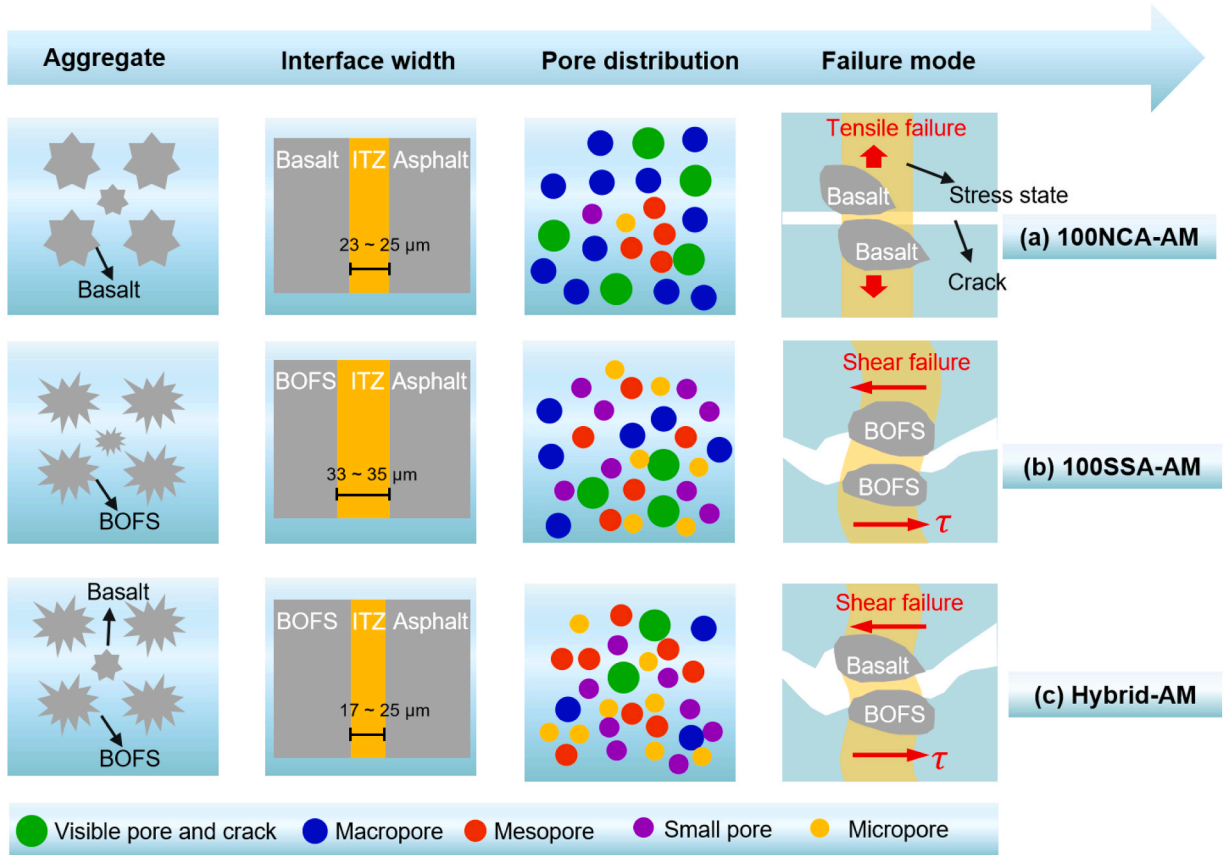 Aggregate
Interface width
Pore distribution
Failure mode
Basalt
Basalt ITZ Asphalt
23 ~ 25 μm
Tensile failure
Basalt
Basalt
Stress state
Crack
(a) 100NCA-AM
BOFS
BOFS ITZ Asphalt
33 ~ 35 μm
Shear failure
BOFS
BOFS
τ
(b) 100SSA-AM
Basalt
BOFS
BOFS ITZ Asphalt
17 ~ 25 μm
Shear failure
Basalt
BOFS
τ
(c) Hybrid-AM
Visible pore and crack Macropore Mesopore Small pore Micropore